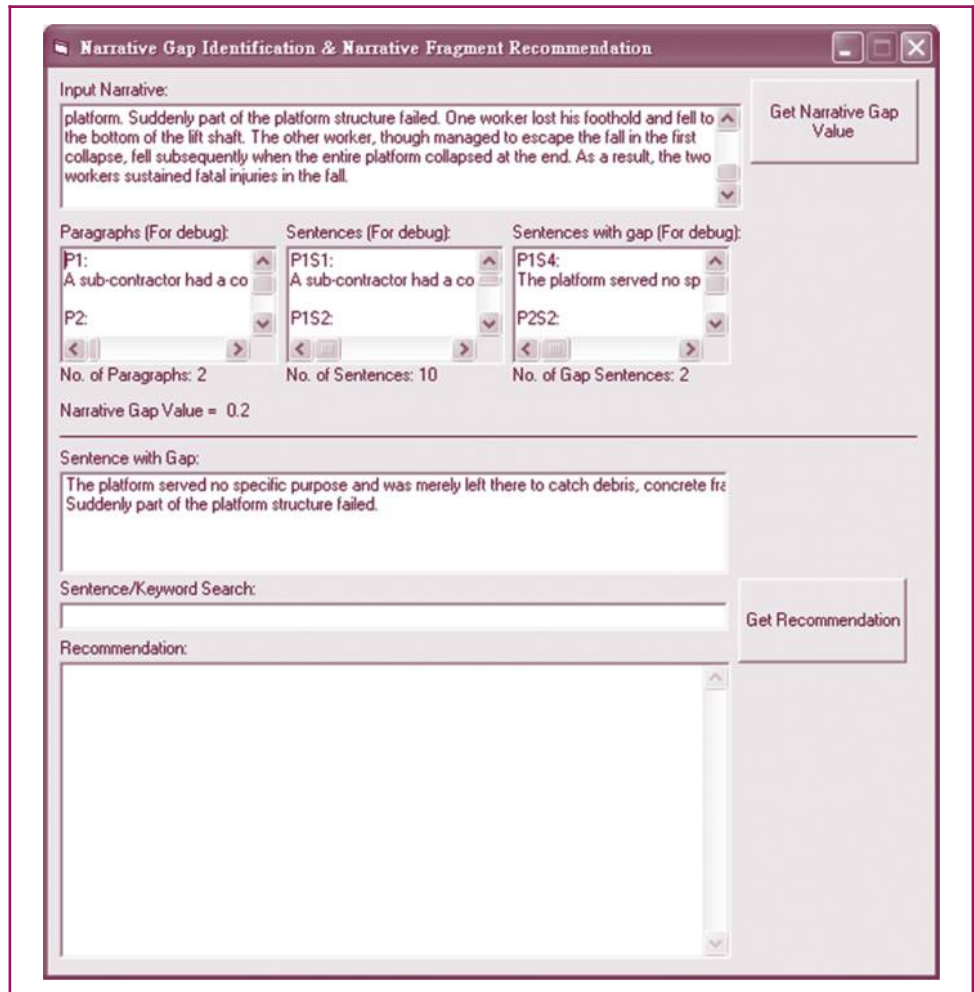 Narrative Gap Identification & Narrative Fragment Recommendation
Input Narrative:
platform. Suddenly part of the platform structure failed. One worker lost his foothold and fell to
the bottom of the lift shaft. The other worker, though managed to escape the fall in the first
collapse, fell subsequently when the entire platform collapsed at the end. As a result, the two
workers sustained fatal injuries in the fall.
Get Narrative Gap
Value
Paragraphs (For debug):
P1:
A sub-contractor had a co
P2:
No. of Paragraphs: 2
Sentences (For debug):
P1S1:
A sub-contractor had a co
P1S2:
No. of Sentences: 10
Sentences with gap (For debug):
P1S4:
The platform served no sp
P2S2:
No. of Gap Sentences: 2
Narrative Gap Value = 0.2
Sentence with Gap:
The platform served no specific purpose and was merely left there to catch debris, concrete fra
Suddenly part of the platform structure failed.
Sentence/Keyword Search:
Get Recommendation
Recommendation: